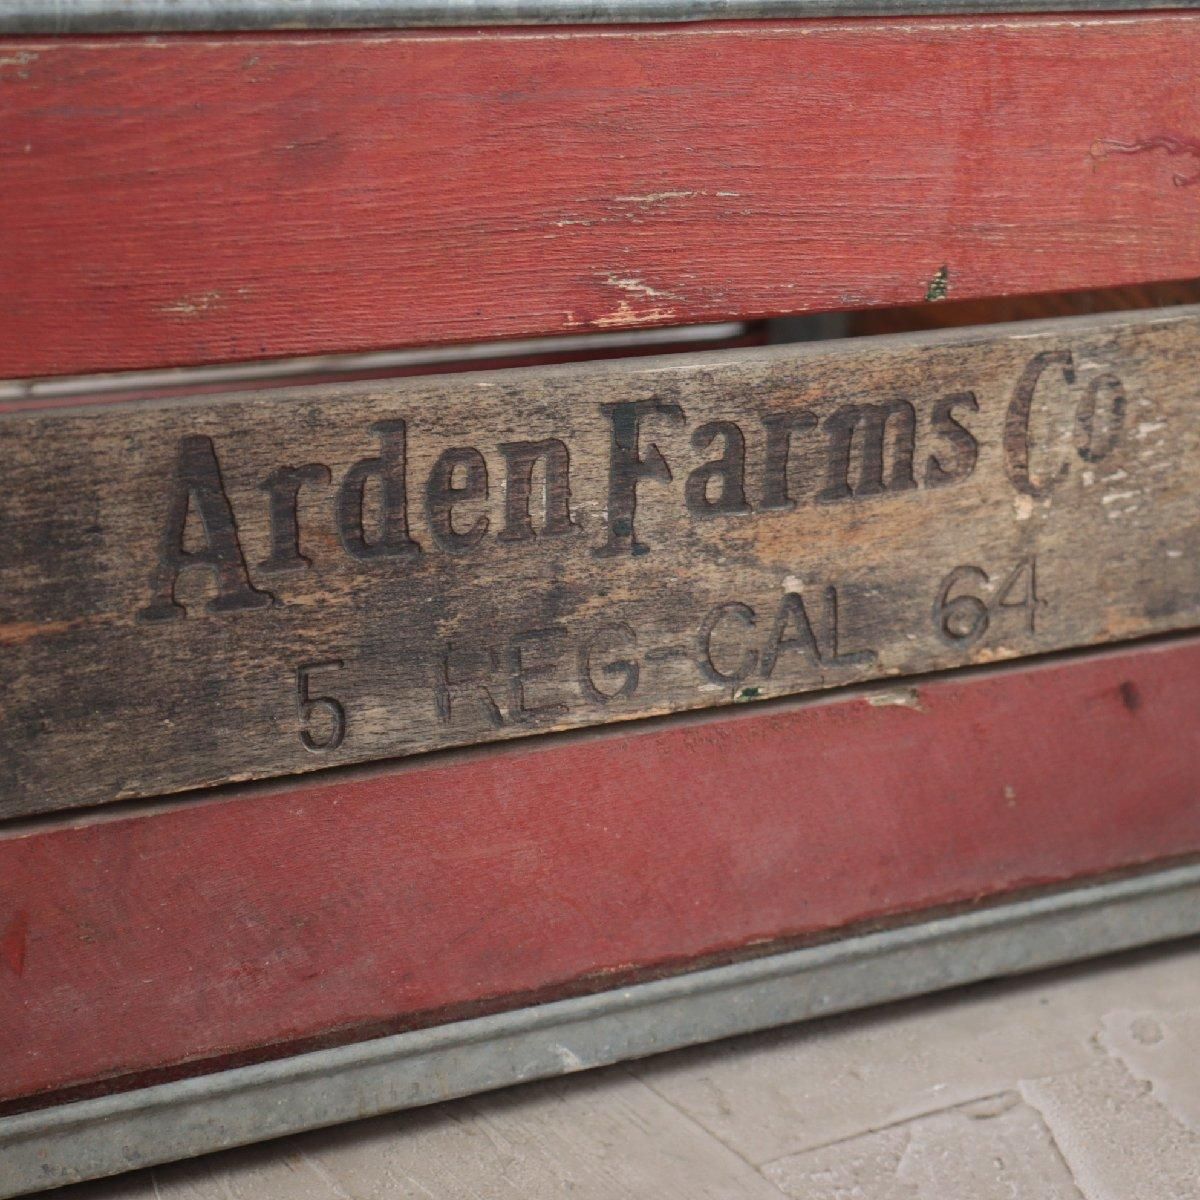 Arden Farms Co
5 REG-CAL 64